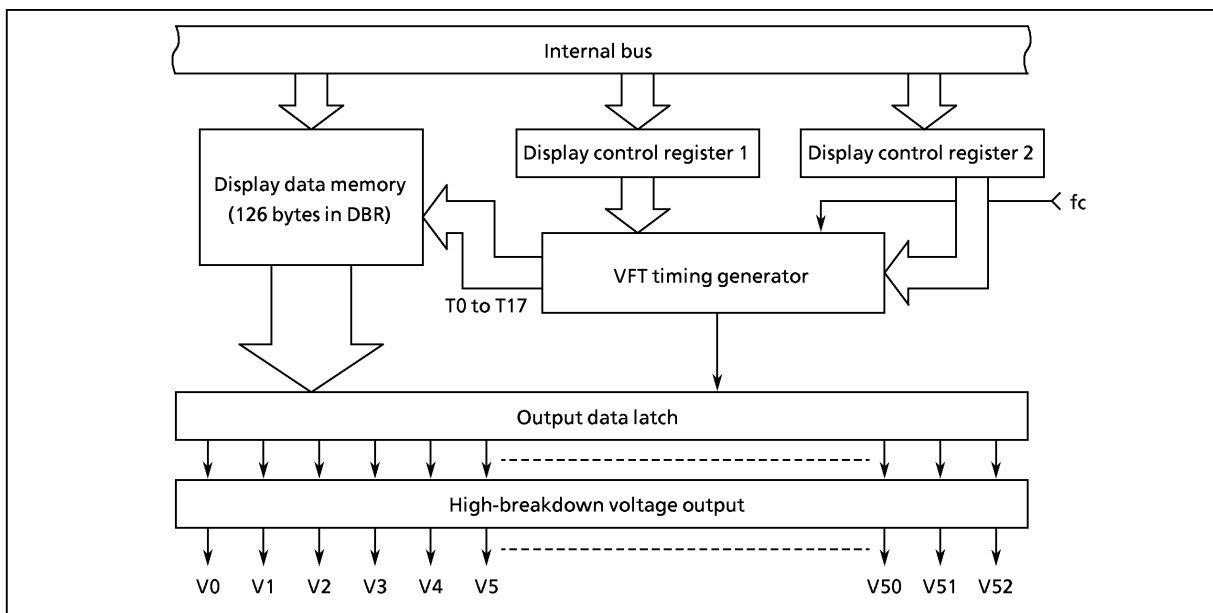 Internal bus
Display data memory
(126 bytes in DBR)
Display control register 1
Display control register 2
fc
VFT timing generator
T0 to T17
Output data latch
High-breakdown voltage output
V0 V1 V2 V3 V4 V5 V50 V51 V52